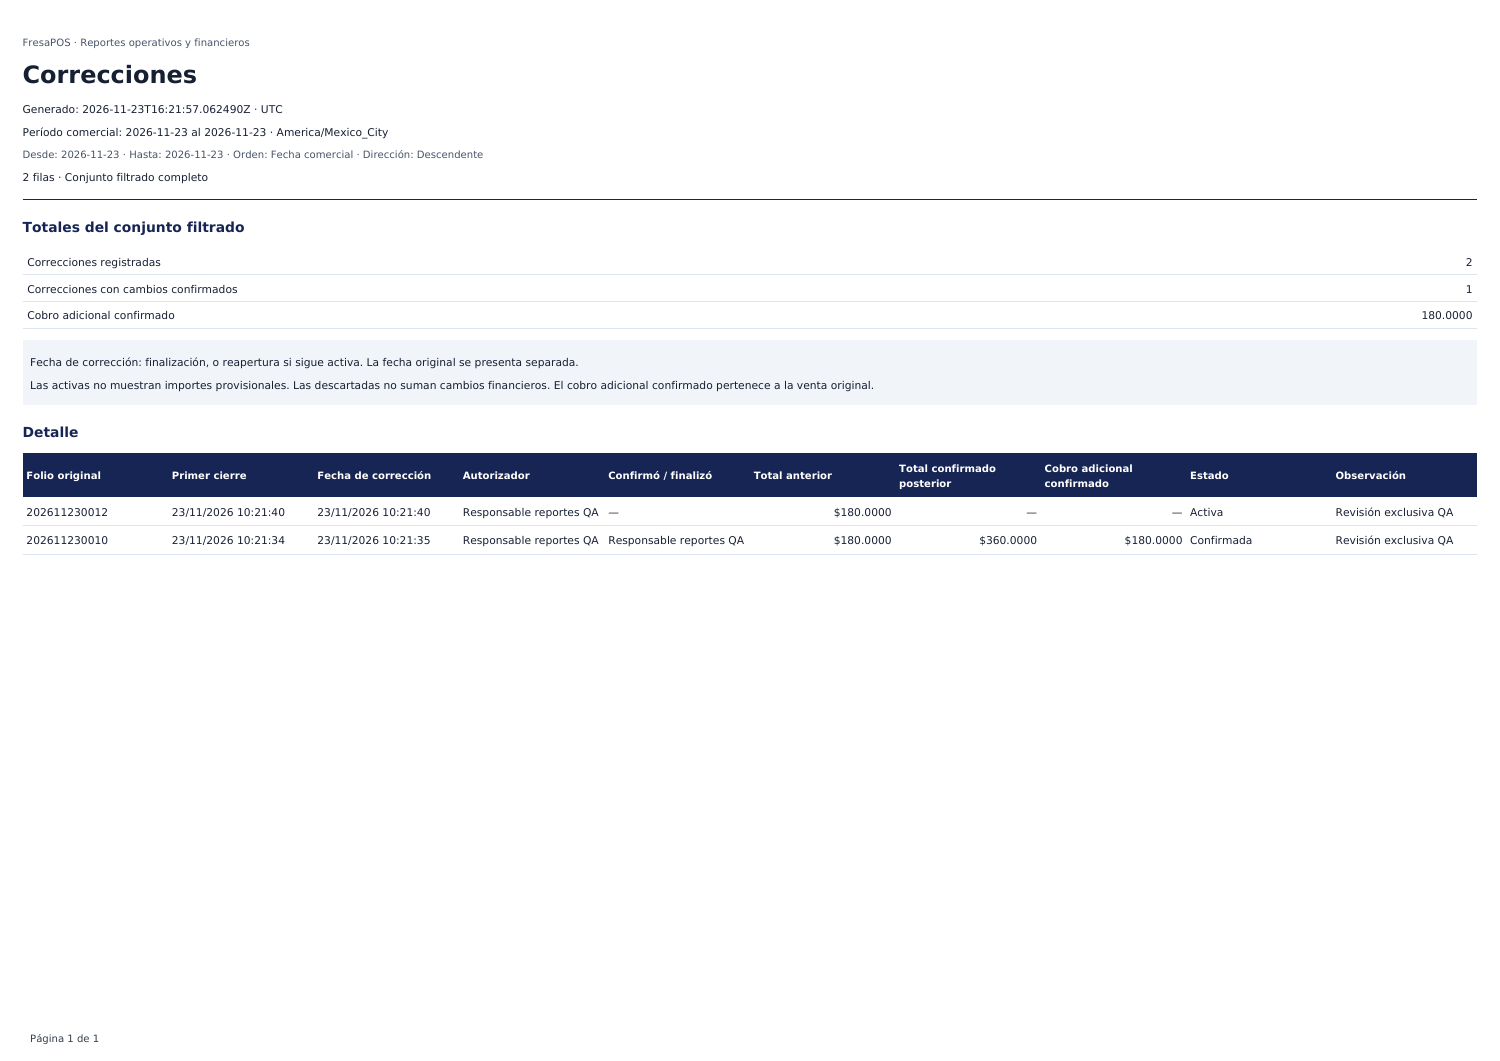 FresaPOS · Reportes operativos y financieros
Correcciones
Generado: 2026-11-23T16:21:57.062490Z · UTC
Período comercial: 2026-11-23 al 2026-11-23 · America/Mexico_City
Desde: 2026-11-23 · Hasta: 2026-11-23 · Orden: Fecha comercial · Dirección: Descendente
2 filas · Conjunto filtrado completo
Totales del conjunto filtrado
Correcciones registradas 2
Correcciones con cambios confirmados 1
Cobro adicional confirmado 180.0000
Fecha de corrección: finalización, o reapertura si sigue activa. La fecha original se presenta separada.
Las activas no muestran importes provisionales. Las descartadas no suman cambios financieros. El cobro adicional confirmado pertenece a la venta original.
Detalle
Folio original Primer cierre Fecha de corrección Autorizador Confirmó / finalizó Total anterior Total confirmado posterior Cobro adicional confirmado Estado Observación
202611230012 23/11/2026 10:21:40 23/11/2026 10:21:40 Responsable reportes QA — $180.0000 — — Activa Revisión exclusiva QA
202611230010 23/11/2026 10:21:34 23/11/2026 10:21:35 Responsable reportes QA Responsable reportes QA $180.0000 $360.0000 $180.0000 Confirmada Revisión exclusiva QA
Página 1 de 1